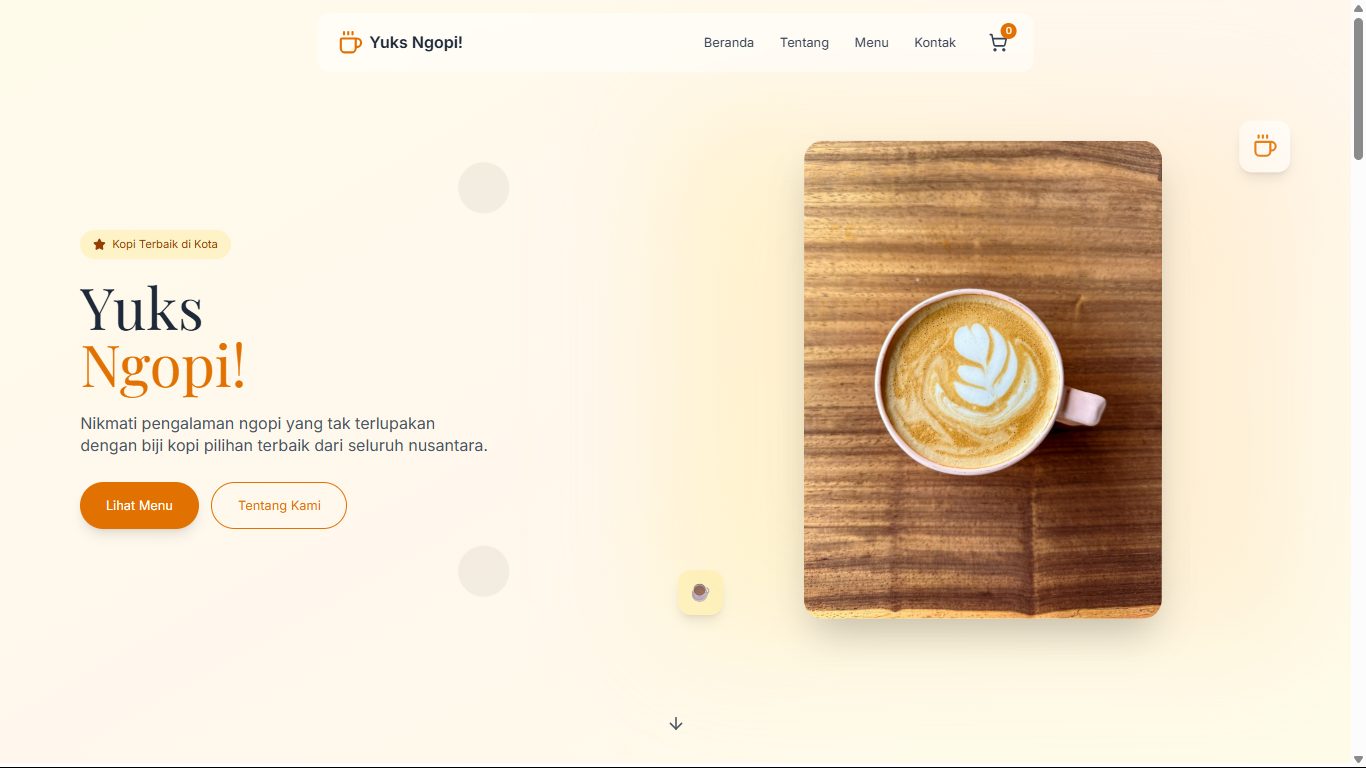 Yuks Ngopi!
Beranda Tentang Menu Kontak 0
Kopi Terbaik di Kota
Yuks
Ngopi!
Nikmati pengalaman ngopi yang tak terlupakan
dengan biji kopi pilihan terbaik dari seluruh nusantara.
Lihat Menu Tentang Kami